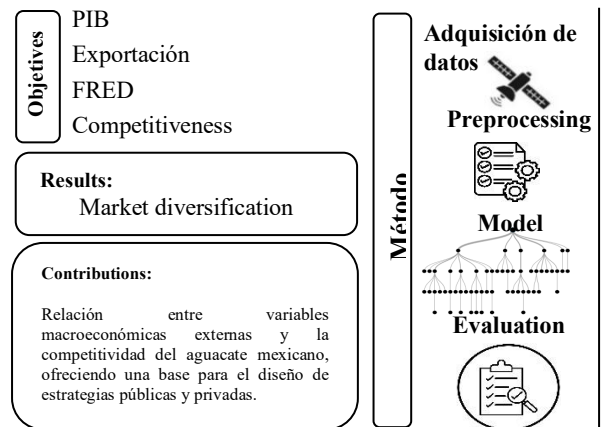 Objetives
PIB
Exportación
FRED
Competitiveness
Results:
Market diversification
Contributions:
Relación entre variables
macroeconómicas externas y la
competitividad del aguacate mexicano,
ofreciendo una base para el diseño de
estrategias públicas y privadas.
Método
Adquisición de
datos
Preprocessing
Model
Evaluation